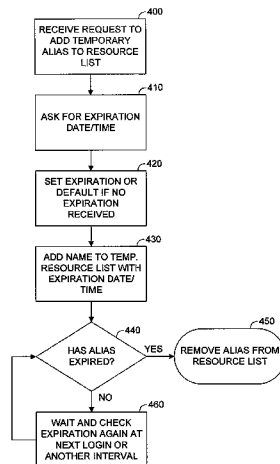 400
RECEIVE REQUEST TO
ADD TEMPORARY
ALIAS TO RESOURCE
LIST
410
ASK FOR EXPIRATION
DATE/TIME
420
SET EXPIRATION OR
DEFAULT IF NO
EXPIRATION
RECEIVED
430
ADD NAME TO TEMP.
RESOURCE LIST WITH
EXPIRATION DATE/
TIME
440
HAS ALIAS
EXPIRED?
YES
450
REMOVE ALIAS FROM
RESOURCE LIST
NO
460
WAIT AND CHECK
EXPIRATION AGAIN AT
NEXT LOGIN OR
ANOTHER INTERVAL